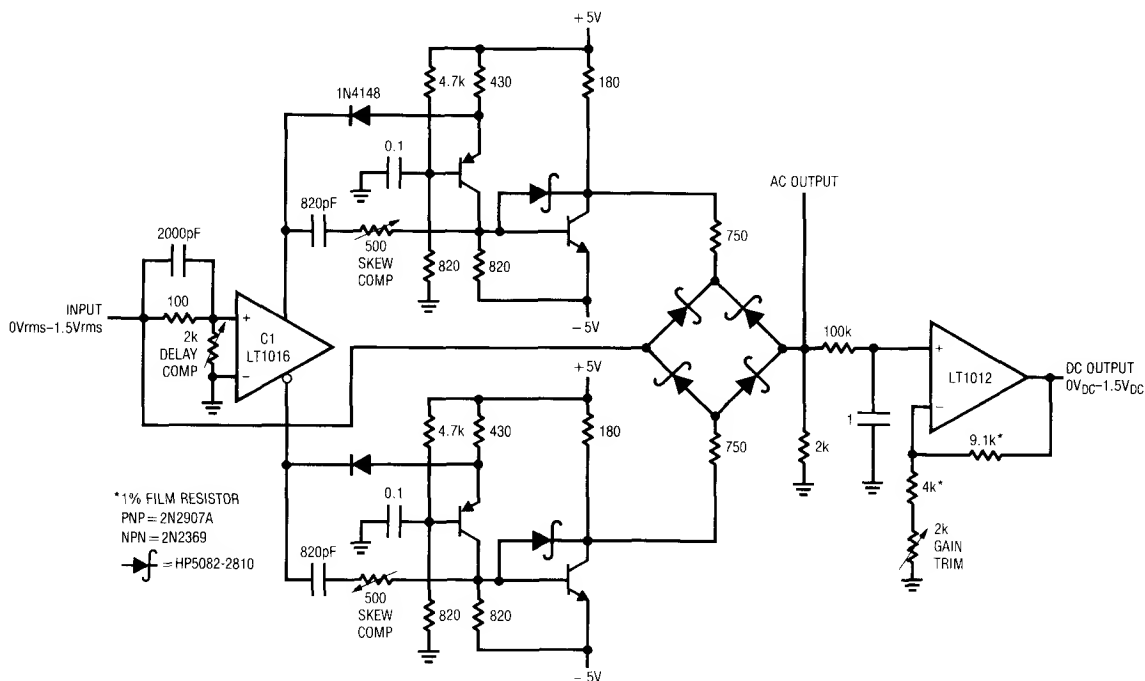 +5V
4.7k
430
180
1N4148
0.1
820pF
500
SKEW
COMP
820
820
-5V
2000pF
100
INPUT
0Vrms-1.5Vrms
2k
DELAY
COMP
+
-
C1
LT1016
750
AC OUTPUT
100k
+
-
LT1012
DC OUTPUT
0VDC-1.5VDC
1
2k
9.1k*
4k*
2k
GAIN
TRIM
+5V
4.7k
430
180
750
0.1
820pF
500
SKEW
COMP
820
820
-5V
*1% FILM RESISTOR
PNP = 2N2907A
NPN = 2N2369
= HP5082-2810